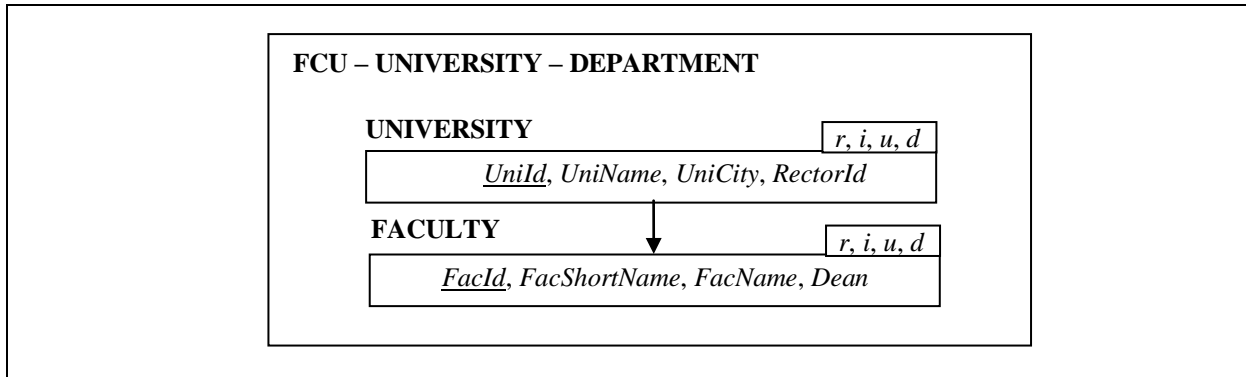 FCU – UNIVERSITY – DEPARTMENT
UNIVERSITY
r, i, u, d
UniId, UniName, UniCity, RectorId
FACULTY
r, i, u, d
FacId, FacShortName, FacName, Dean